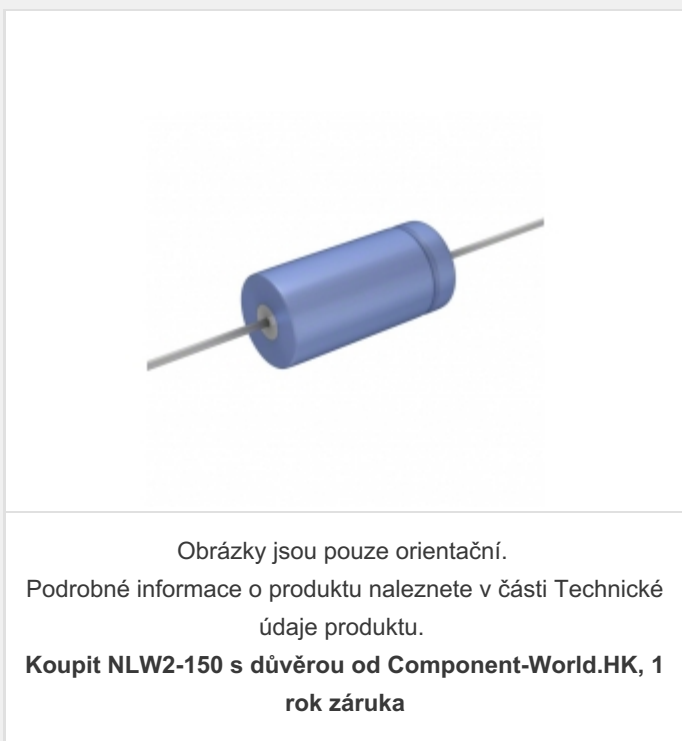 Obrázky jsou pouze orientační.
Podrobné informace o produktu naleznete v části Technické
údaje produktu.
Koupit NLW2-150 s důvěrou od Component-World.HK, 1
rok záruka